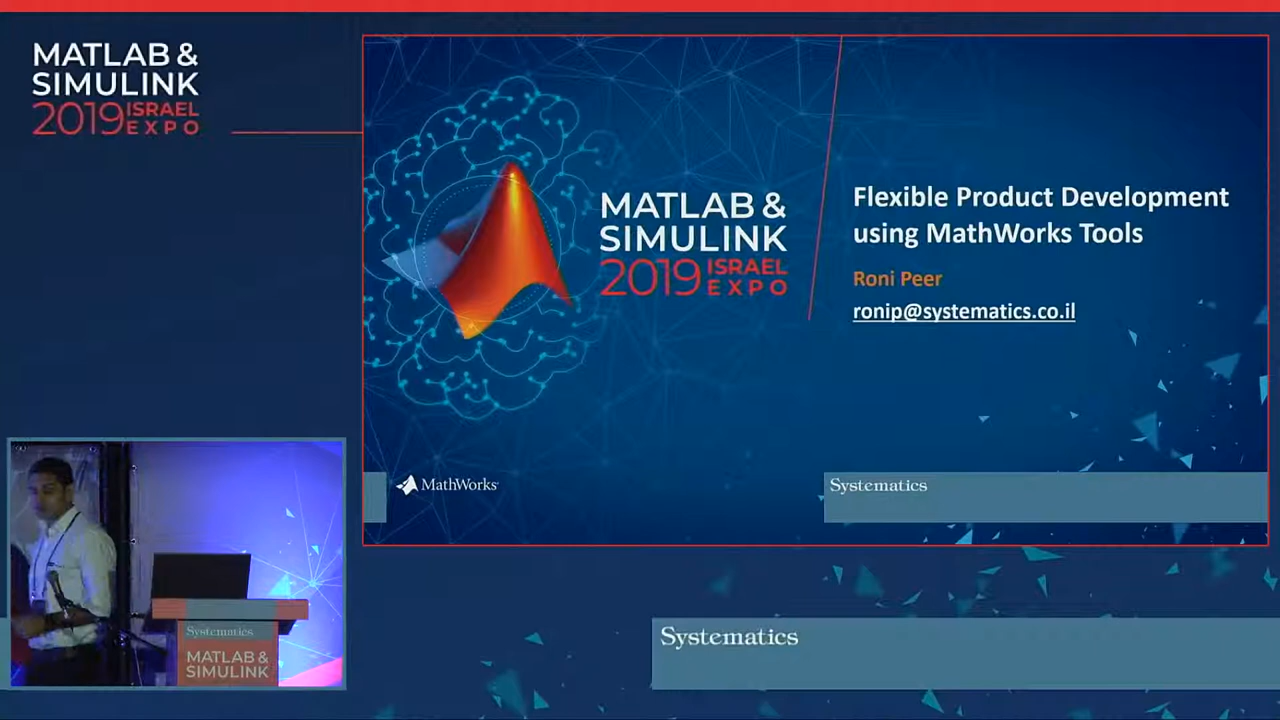 MATLAB &
SIMULINK
2019 ISRAEL
EXPO
MATLAB &
SIMULINK
2019 ISRAEL
EXPO
Flexible Product Development
using MathWorks Tools
Roni Peer
ronip@systematics.co.il
MathWorks
Systematics
Systematics
MATLAB &
SIMULINK
Systematics